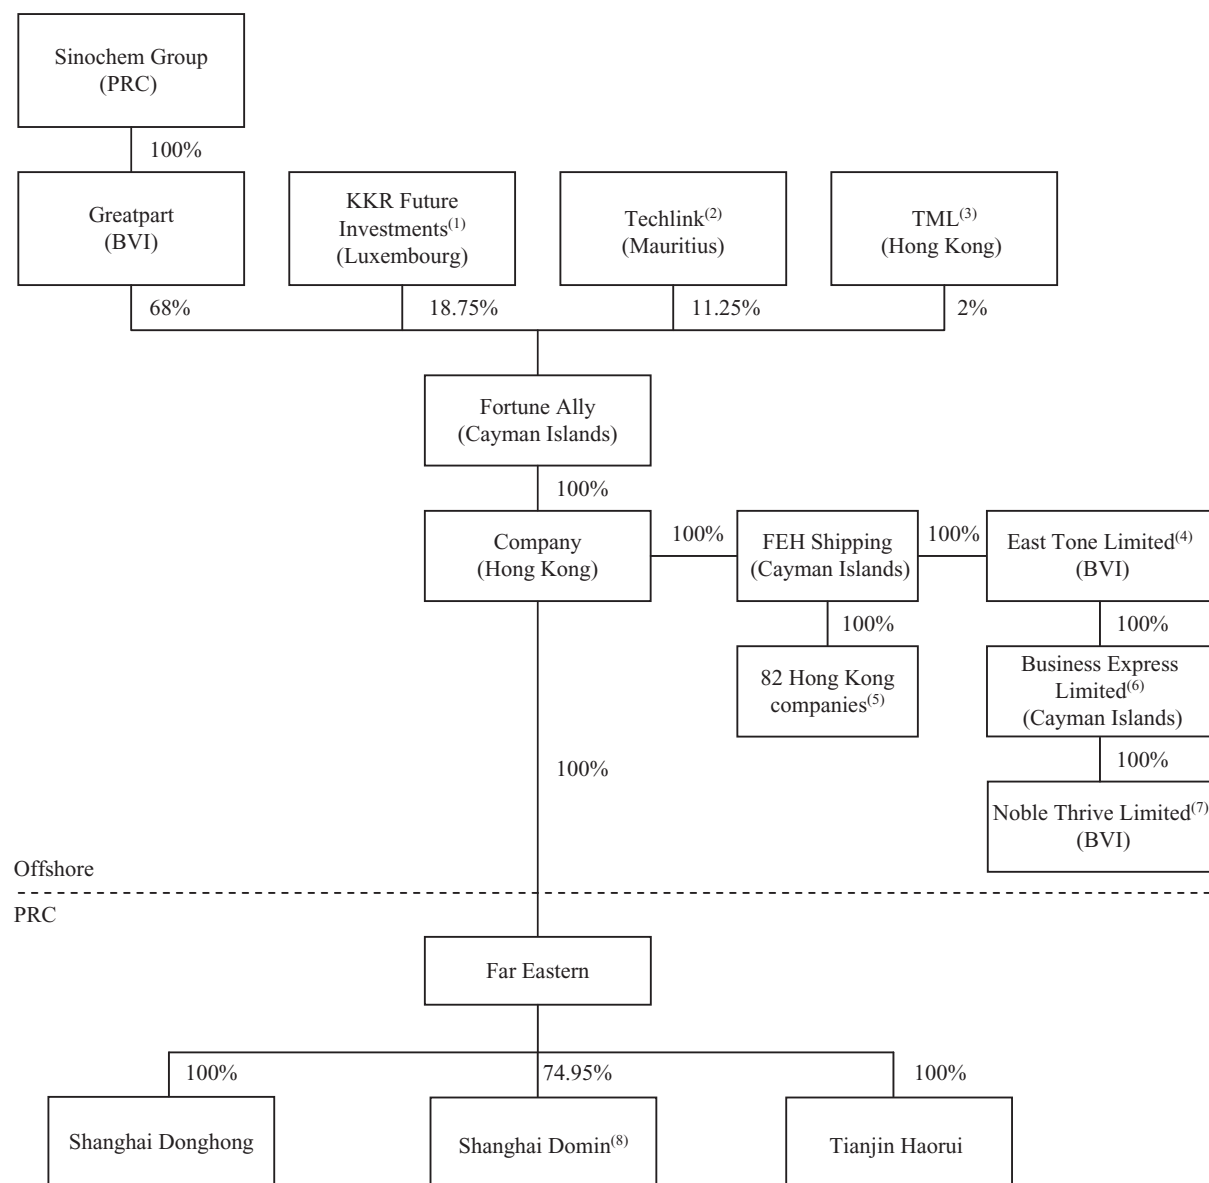 Sinochem Group
(PRC)
100%
Greatpart
(BVI)
KKR Future
Investments(1)
(Luxembourg)
Techlink(2)
(Mauritius)
TML(3)
(Hong Kong)
68%
18.75%
11.25%
2%
Fortune Ally
(Cayman Islands)
100%
Company
(Hong Kong)
100%
FEH Shipping
(Cayman Islands)
100%
East Tone Limited(4)
(BVI)
100%
100%
82 Hong Kong
companies(5)
Business Express
Limited(6)
(Cayman Islands)
100%
100%
Noble Thrive Limited(7)
(BVI)
Offshore
PRC
Far Eastern
100%
74.95%
100%
Shanghai Donghong
Shanghai Domin(8)
Tianjin Haorui